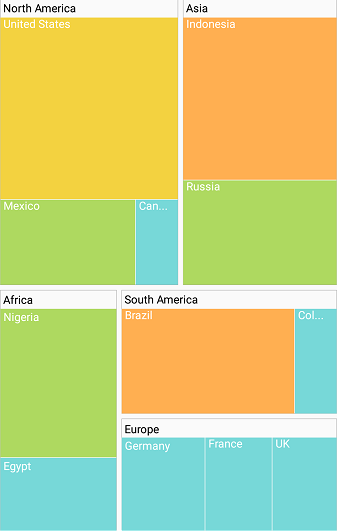 North America
United States
Mexico
Can...
Asia
Indonesia
Russia
Africa
Nigeria
Egypt
South America
Brazil
Col...
Europe
Germany
France
UK